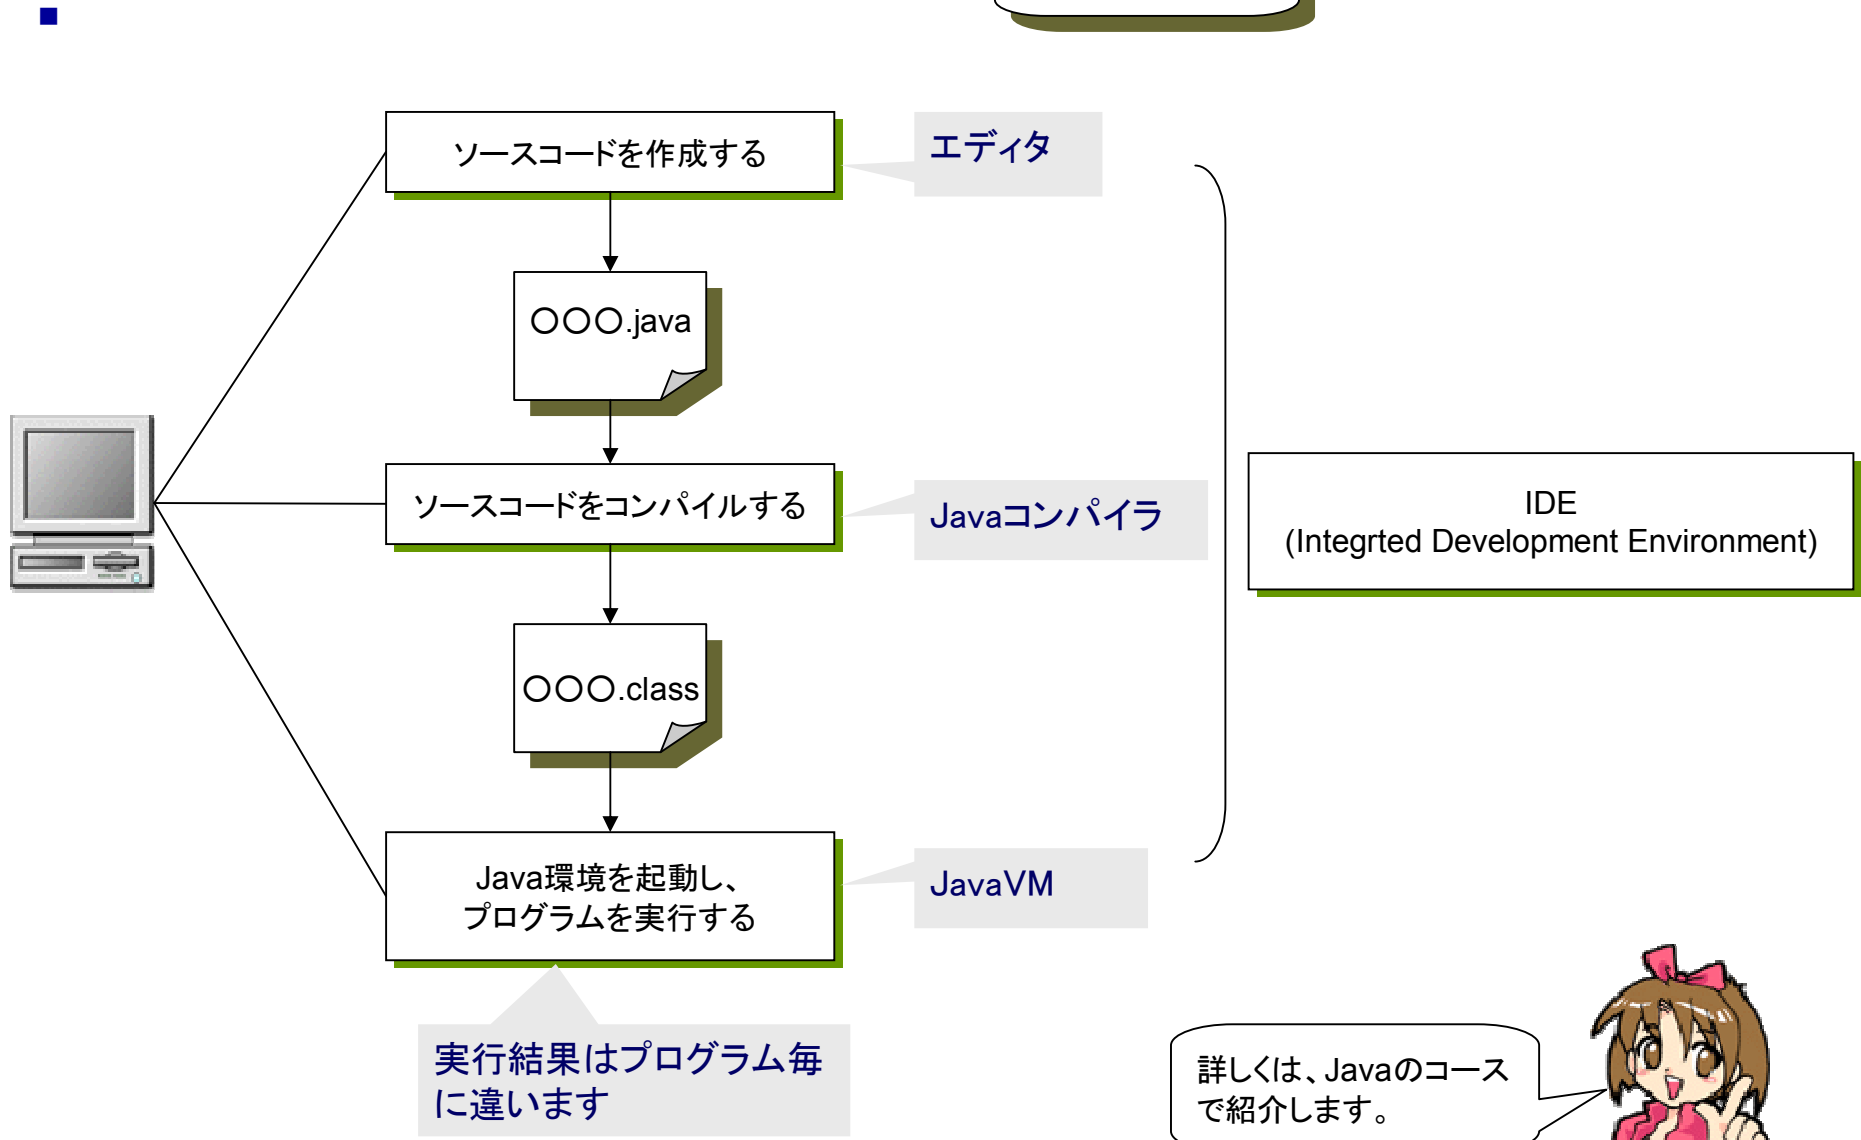 ソースコードを作成する
エディタ
〇〇〇.java
ソースコードをコンパイルする
Javaコンパイラ
IDE
(Integrted Development Environment)
〇〇〇.class
Java環境を起動し、
プログラムを実行する
JavaVM
実行結果はプログラム毎
に違います
詳しくは、Javaのコース
で紹介します。